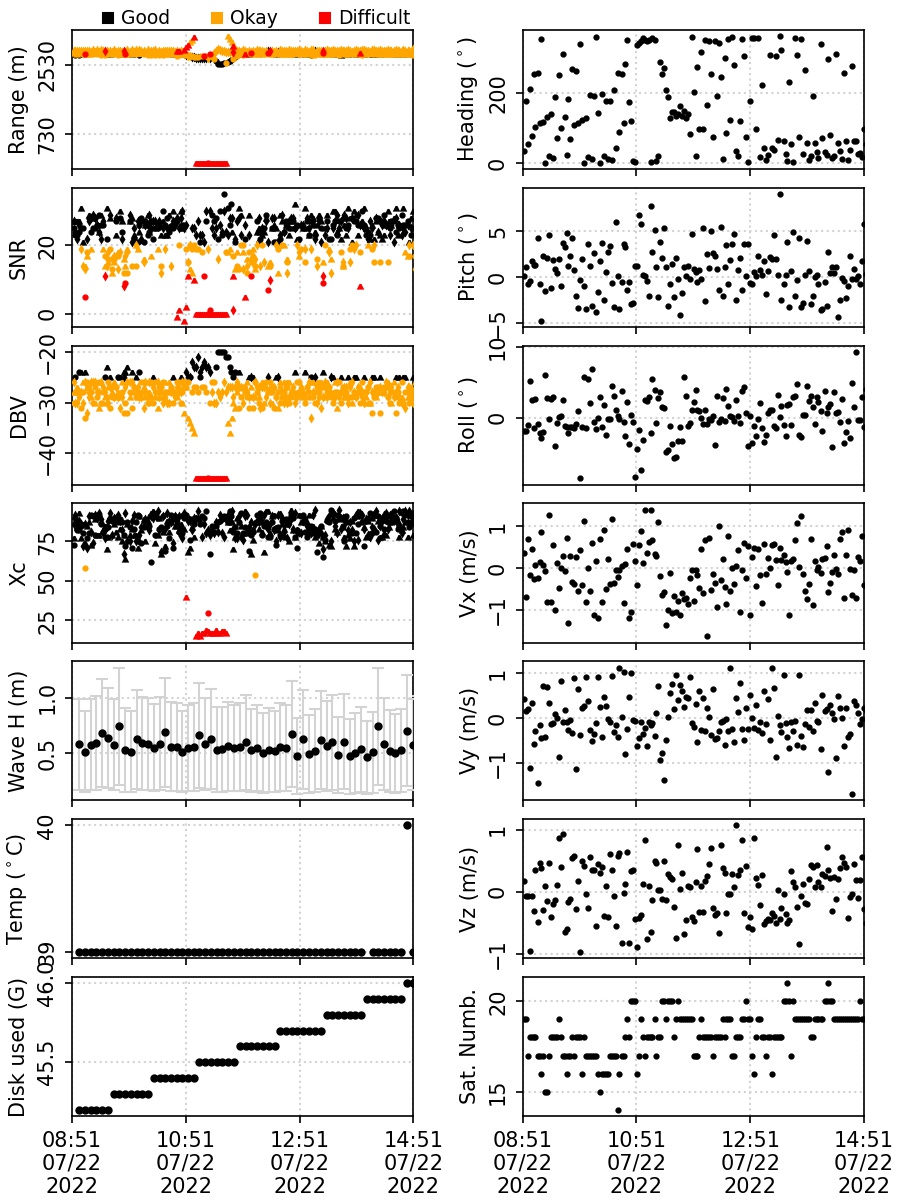 Good Okay Difficult
Range (m)
2530
730
Heading (°)
200
0
SNR
20
0
Pitch (°)
5
0
−5
DBV
−20
−30
−40
Roll (°)
10
0
Xc
75
50
25
Vx (m/s)
1
0
−1
Wave H (m)
1.0
0.5
Vy (m/s)
1
0
−1
Temp (°C)
40
39
Vz (m/s)
1
0
−1
Disk used (G)
46.0
45.5
Sat. Numb.
20
15
08:51 10:51 12:51 14:51
07/22 07/22 07/22 07/22
2022 2022 2022 2022
08:51 10:51 12:51 14:51
07/22 07/22 07/22 07/22
2022 2022 2022 2022